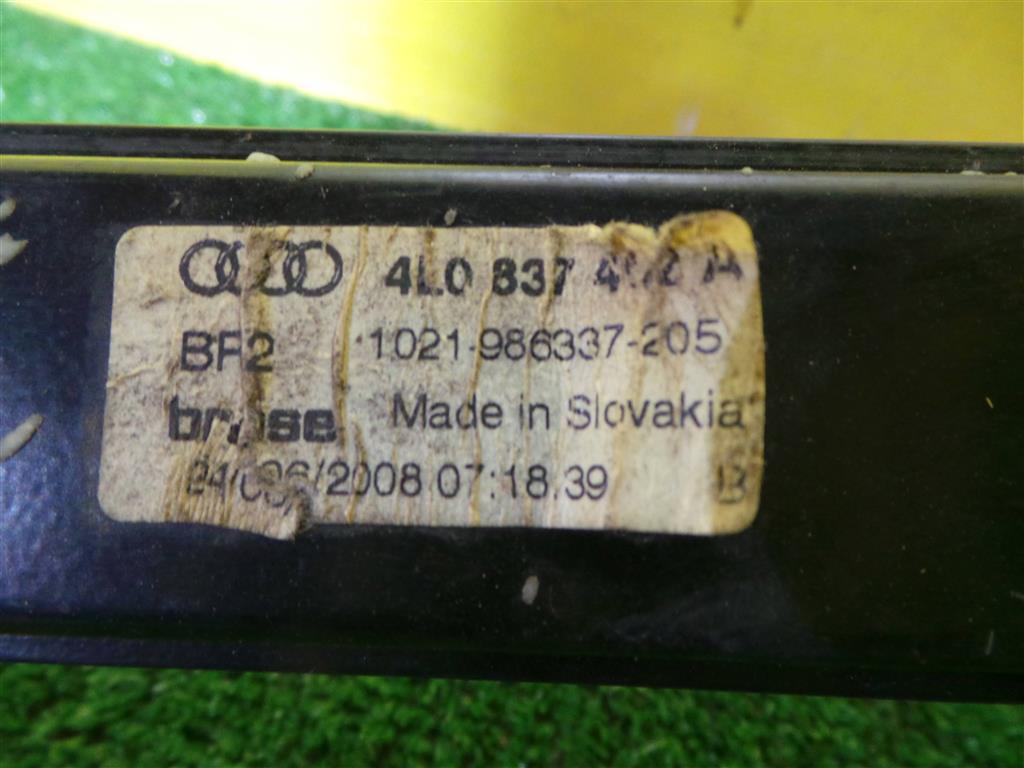 4L0 837
BF2 1021-986337-205
brose Made in Slovakia
/2008 07:18.39